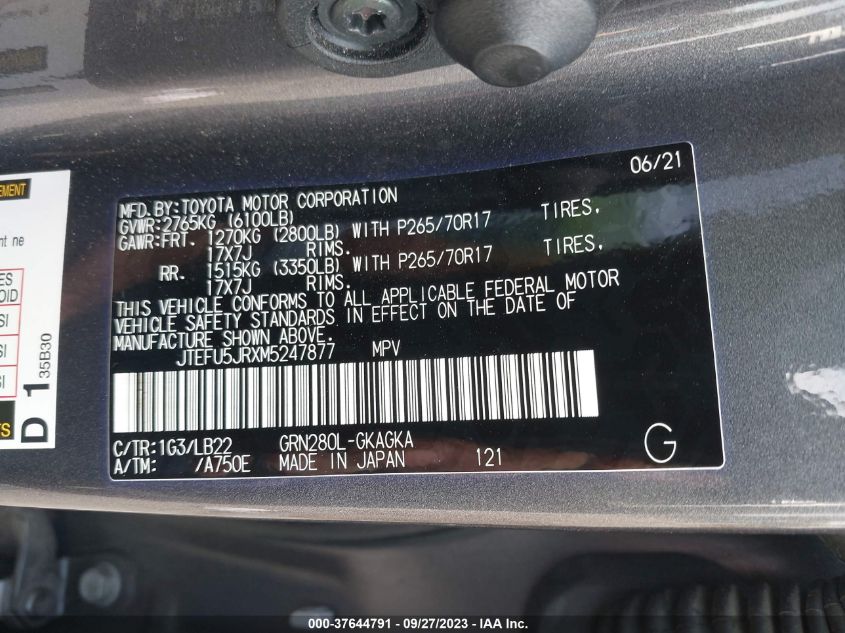 06/21
MFD.BY:TOYOTA MOTOR CORPORATION
GVWR:2765KG (6100LB)
GAWR:FRT. 1270KG (2800LB) WITH P265/70R17 TIRES,
17X7J RIMS.
RR. 1515KG (3350LB) WITH P265/70R17 TIRES,
17X7J RIMS.
THIS VEHICLE CONFORMS TO ALL APPLICABLE FEDERAL MOTOR
VEHICLE SAFETY STANDARDS IN EFFECT ON THE DATE OF
MANUFACTURE SHOWN ABOVE.
JTEFU5JRXM5247877 MPV
C/TR:1G3/LB22 GRN280L-GKAGKA
A/TM: /A750E MADE IN JAPAN 121
G
D 1
35B30
000-37644791 - 09/27/2023 - IAA Inc.